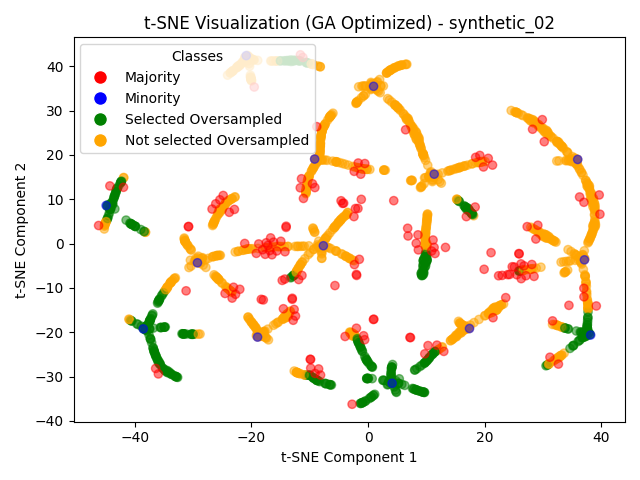 t-SNE Visualization (GA Optimized) - synthetic_02
Classes
Majority
Minority
Selected Oversampled
Not selected Oversampled
t-SNE Component 2
40
30
20
10
0
−10
−20
−30
−40
−40
−20
0
20
40
t-SNE Component 1